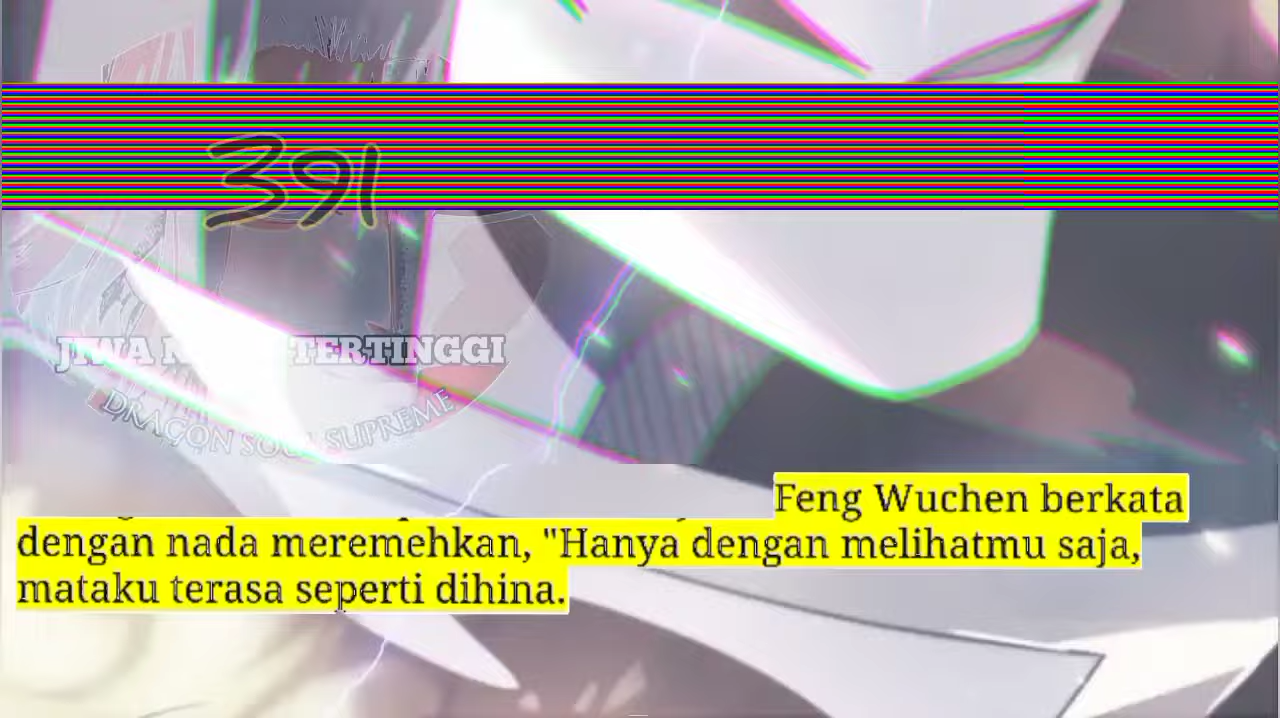 391
JIWA TERTINGGI
DRAGON SOUL SUPREME
Feng Wuchen berkata
dengan nada meremehkan, "Hanya dengan melihatmu saja,
mataku terasa seperti dihina.